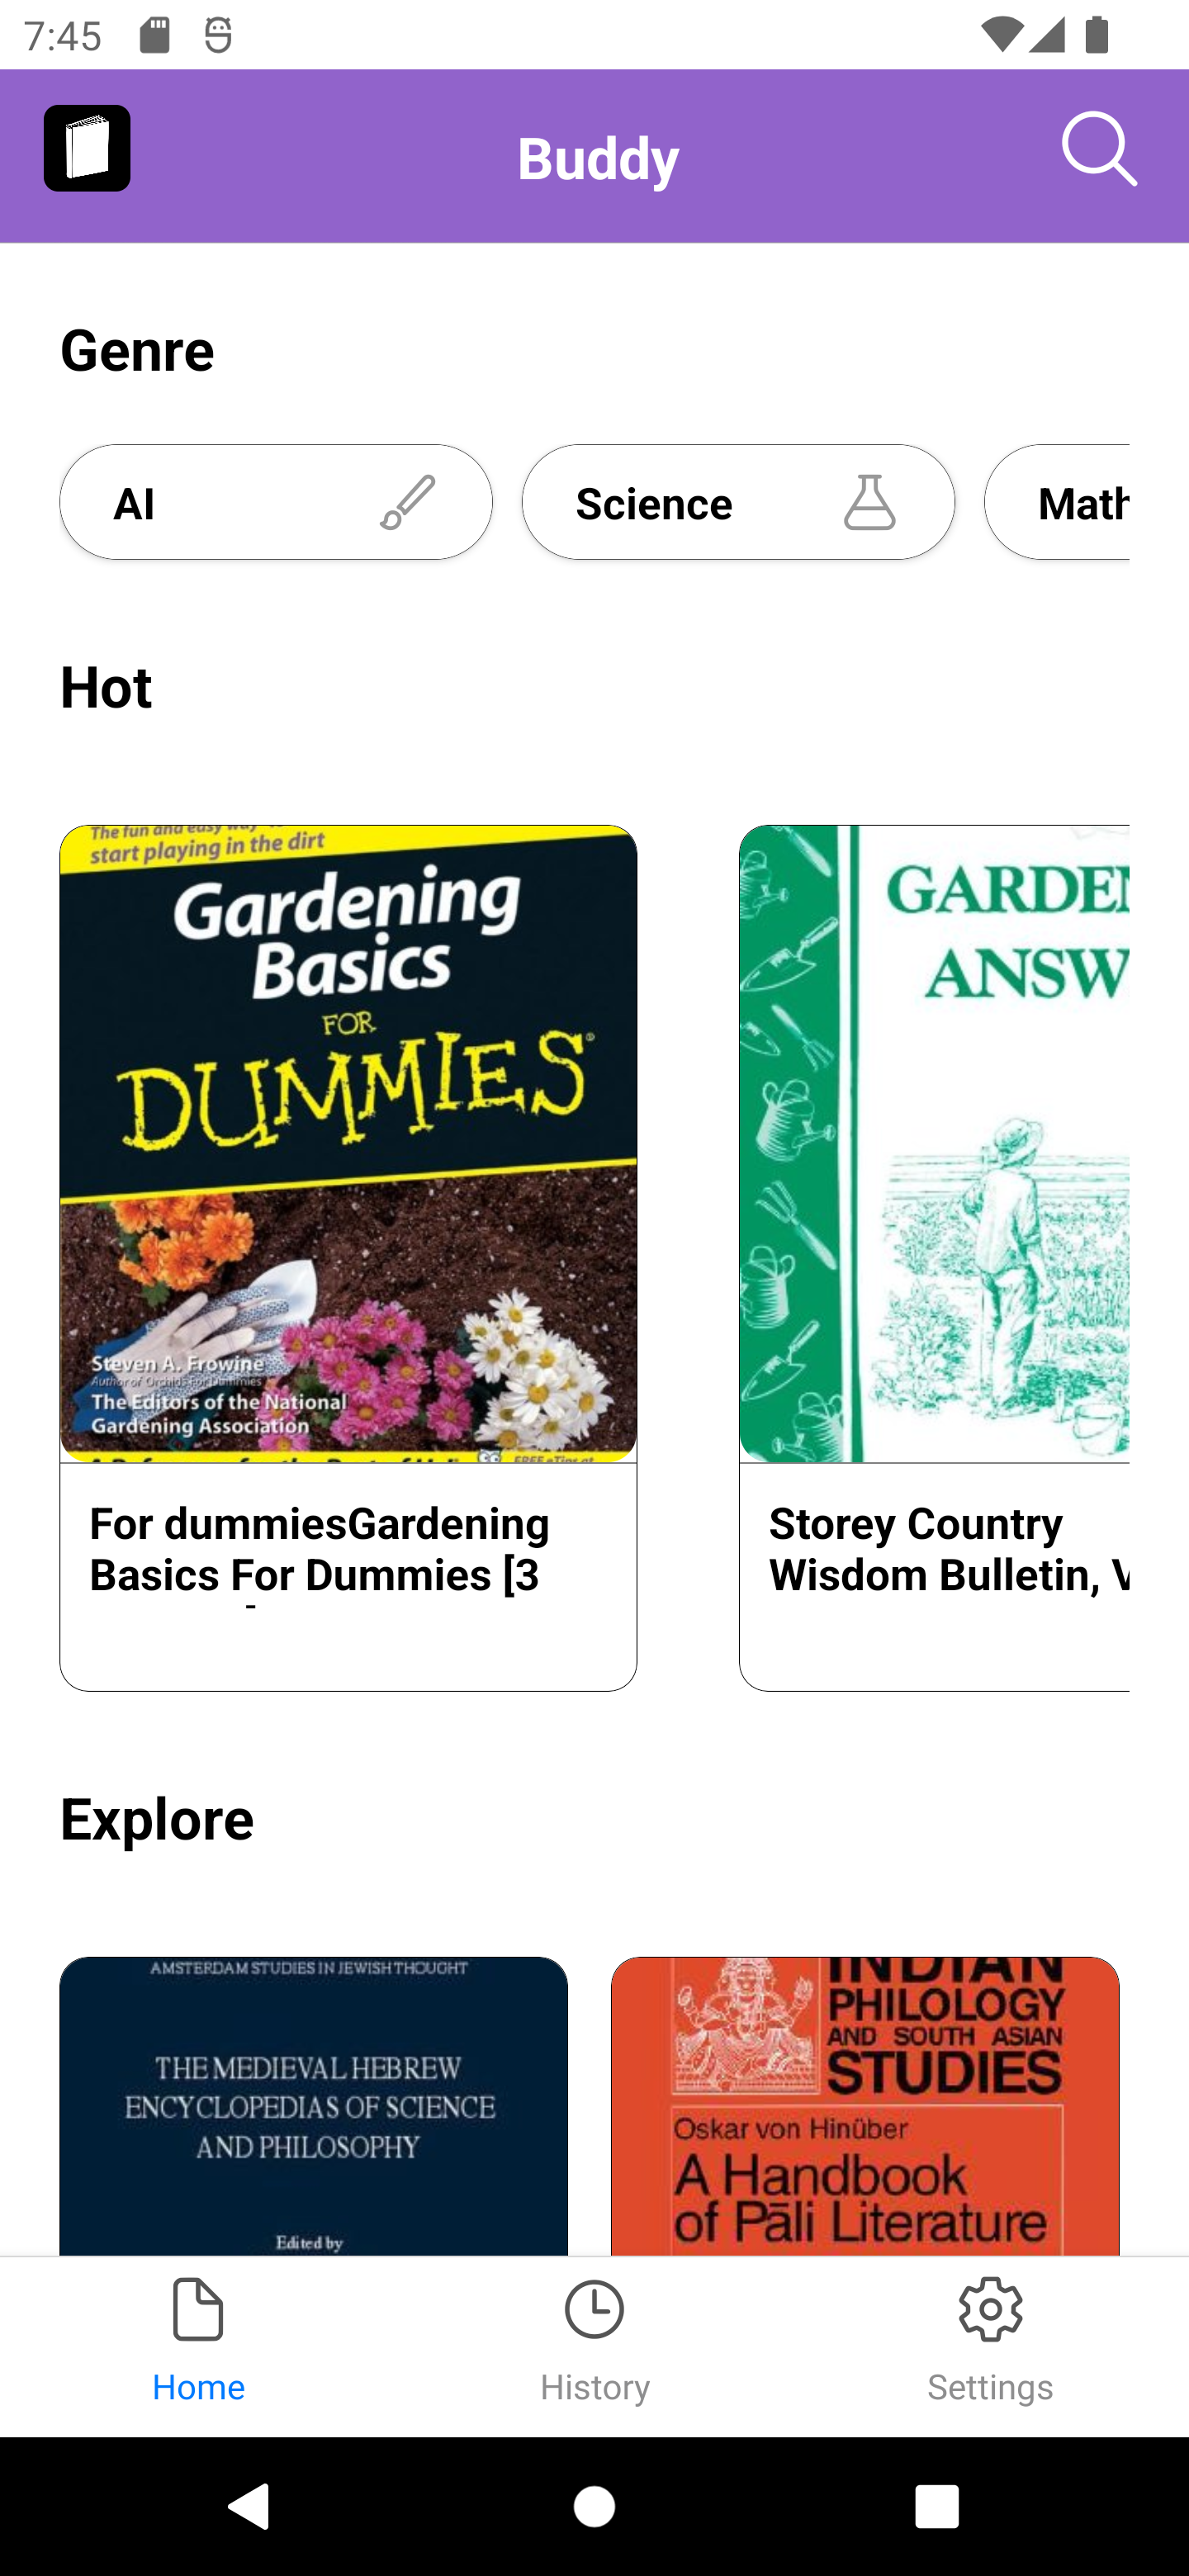 7:45
Buddy
Genre
AI
Science
Math
Hot
The fun and easy way
start playing in the dirt
Gardening
Basics
FOR
DUMMIES®
Steven A. Frowine
Author of Orchids For Dummies
The Editors of the National
Gardening Association
FREE eTips at
GARDEN
ANSW
For dummiesGardening
Basics For Dummies [3
Storey Country
Wisdom Bulletin, V
Explore
AMSTERDAM STUDIES IN JEWISH THOUGHT
THE MEDIEVAL HEBREW
ENCYCLOPEDIAS OF SCIENCE
AND PHILOSOPHY
Edited by
INDIAN
PHILOLOGY
AND SOUTH ASIAN
STUDIES
Oskar von Hinüber
A Handbook
of Pāli Literature
Home
History
Settings